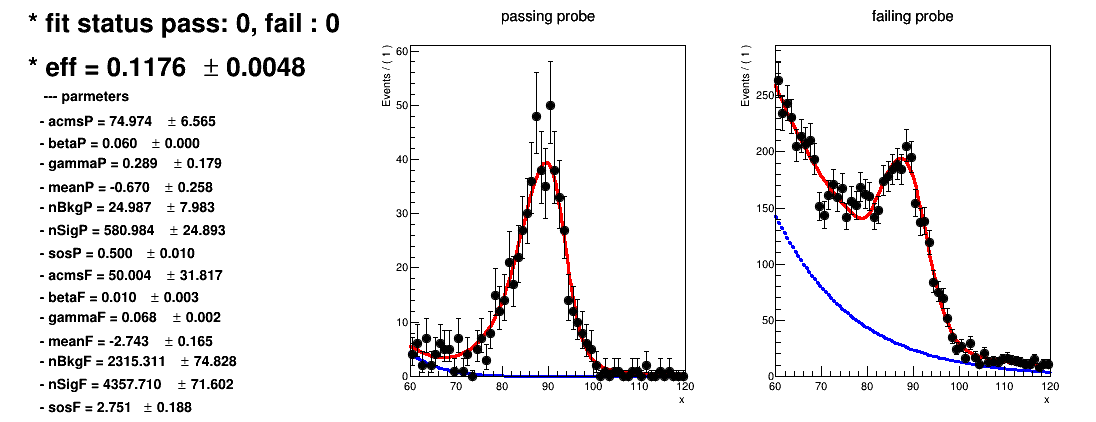 * fit status pass: 0, fail : 0
* eff = 0.1176 ± 0.0048
--- parmeters
- acmsP = 74.974 ± 6.565
- betaP = 0.060 ± 0.000
- gammaP = 0.289 ± 0.179
- meanP = -0.670 ± 0.258
- nBkgP = 24.987 ± 7.983
- nSigP = 580.984 ± 24.893
- sosP = 0.500 ± 0.010
- acmsF = 50.004 ± 31.817
- betaF = 0.010 ± 0.003
- gammaF = 0.068 ± 0.002
- meanF = -2.743 ± 0.165
- nBkgF = 2315.311 ± 74.828
- nSigF = 4357.710 ± 71.602
- sosF = 2.751 ± 0.188
passing probe
Events / ( 1 )
60
50
40
30
20
10
0
60 70 80 90 100 110 120
x
failing probe
Events / ( 1 )
250
200
150
100
50
0
60 70 80 90 100 110 120
x